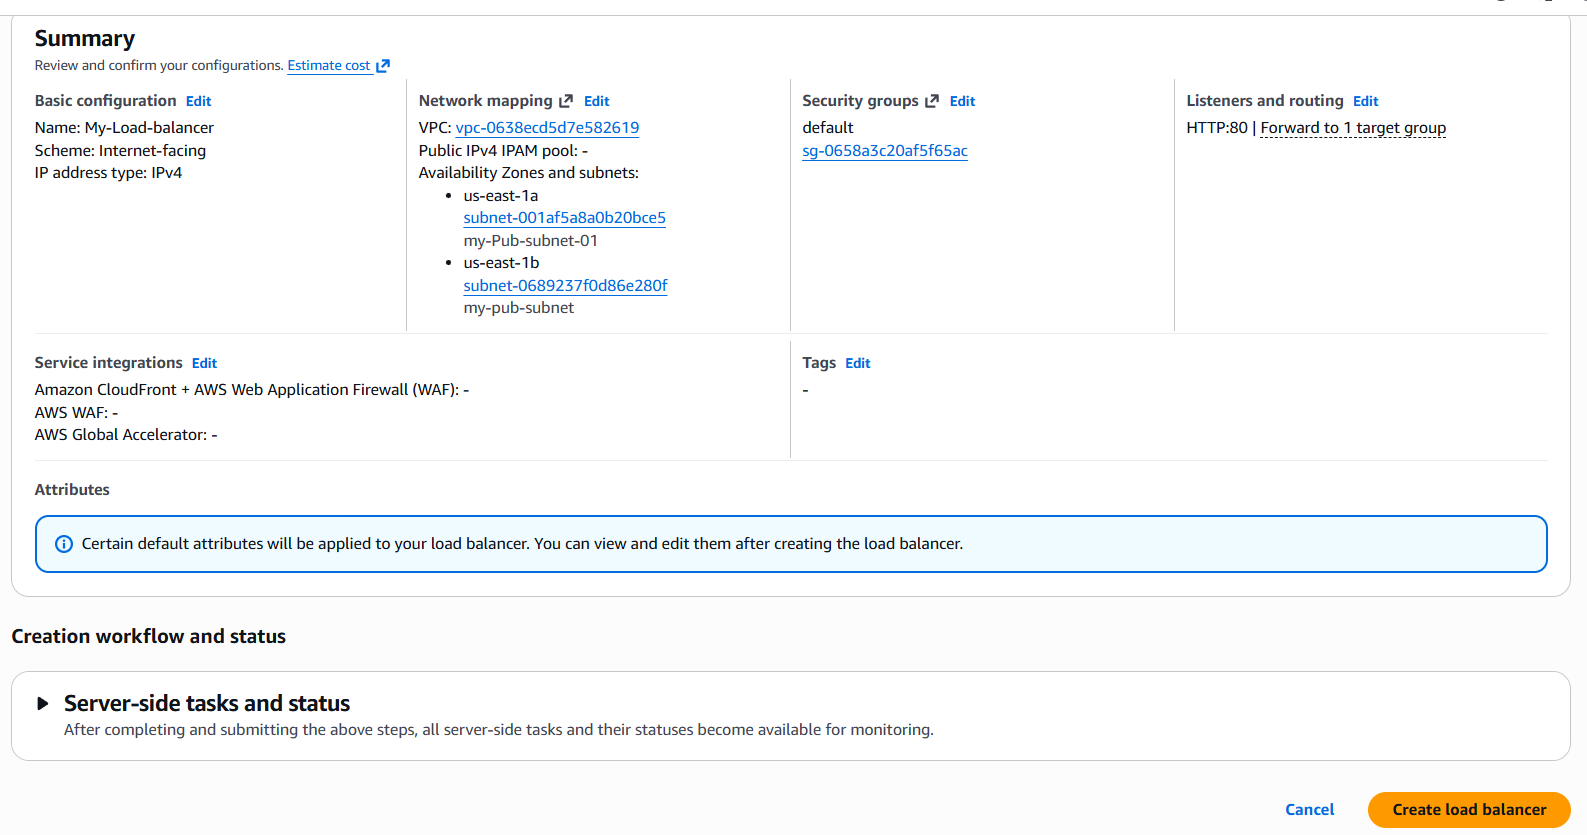 Summary
Review and confirm your configurations. Estimate cost
Basic configuration Edit
Name: My-Load-balancer
Scheme: Internet-facing
IP address type: IPv4
Network mapping Edit
VPC: vpc-0638ecd5d7e582619
Public IPv4 IPAM pool: -
Availability Zones and subnets:
• us-east-1a
subnet-001af5a8a0b20bce5
my-Pub-subnet-01
• us-east-1b
subnet-0689237f0d86e280f
my-pub-subnet
Security groups Edit
default
sg-0658a3c20af5f65ac
Listeners and routing Edit
HTTP:80 | Forward to 1 target group
Service integrations Edit
Amazon CloudFront + AWS Web Application Firewall (WAF): -
AWS WAF: -
AWS Global Accelerator: -
Tags Edit
-
Attributes
Certain default attributes will be applied to your load balancer. You can view and edit them after creating the load balancer.
Creation workflow and status
Server-side tasks and status
After completing and submitting the above steps, all server-side tasks and their statuses become available for monitoring.
Cancel
Create load balancer